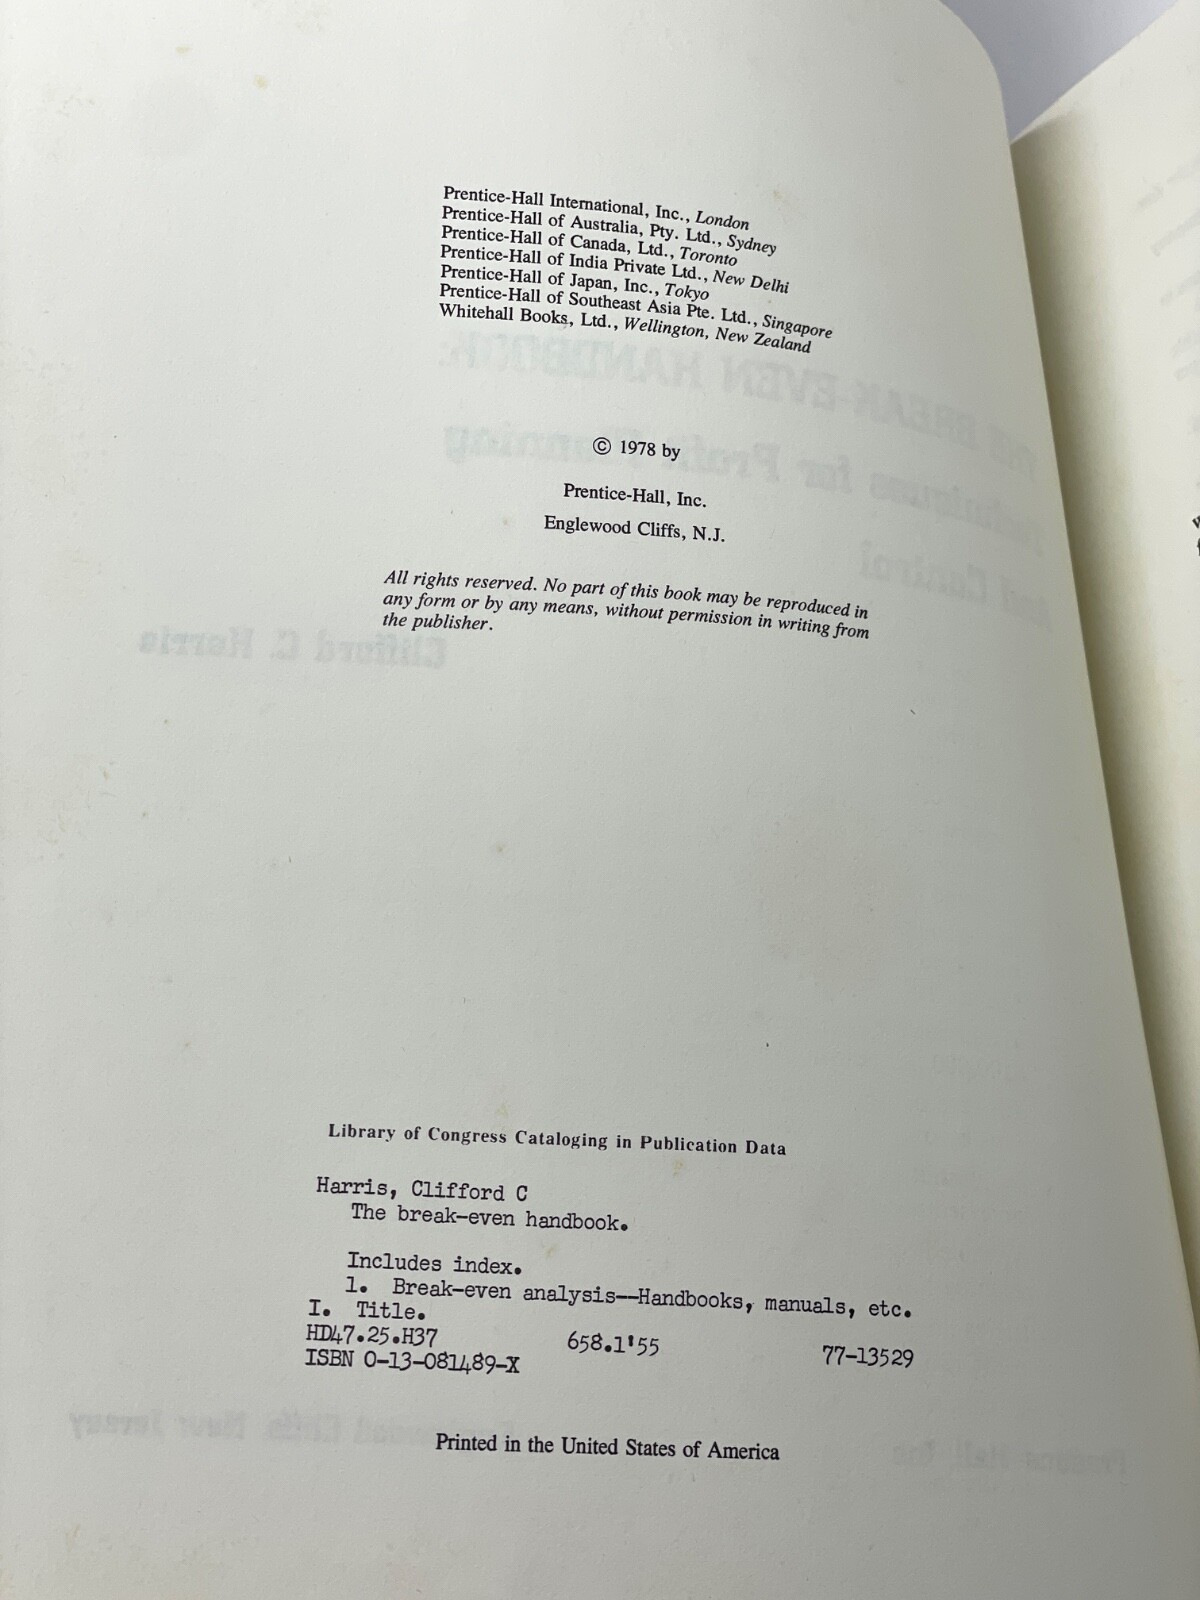 Prentice-Hall International, Inc., London
Prentice-Hall of Australia, Pty. Ltd., Sydney
Prentice-Hall of Canada, Ltd., Toronto
Prentice-Hall of India Private Ltd., New Delhi
Prentice-Hall of Japan, Inc., Tokyo
Prentice-Hall of Southeast Asia Pte. Ltd., Singapore
Whitehall Books, Ltd., Wellington, New Zealand
© 1978 by
Prentice-Hall, Inc.
Englewood Cliffs, N.J.
All rights reserved. No part of this book may be reproduced in
any form or by any means, without permission in writing from
the publisher.
Library of Congress Cataloging in Publication Data
Harris, Clifford C
The break-even handbook.
Includes index.
1. Break-even analysis--Handbooks, manuals, etc.
I. Title.
HD47.25.H37 658.1'55 77-13529
ISBN 0-13-081489-X
Printed in the United States of America